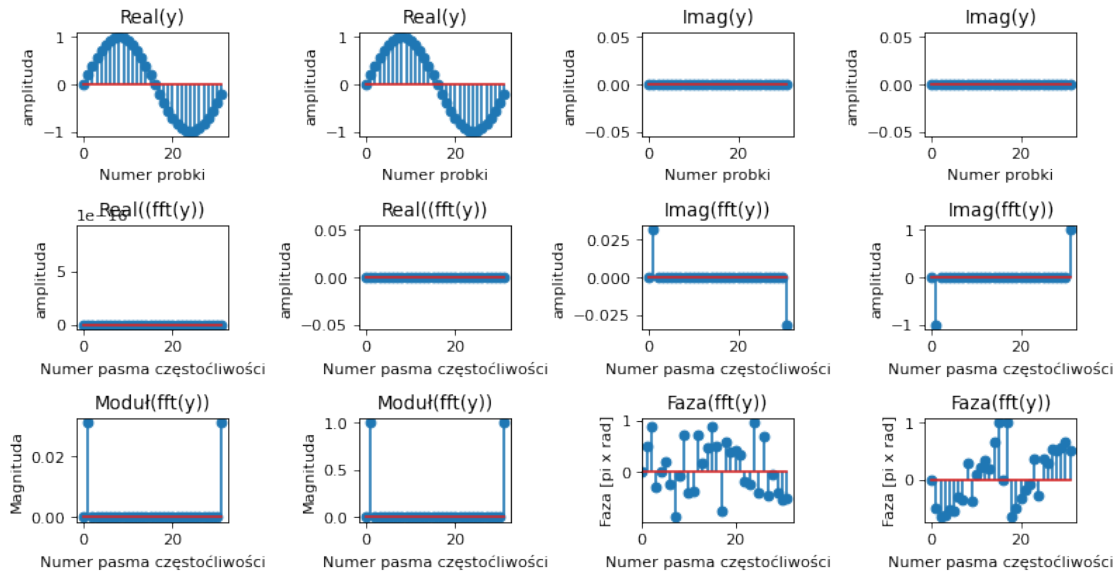 Real(y)
amplituda
1
0
−1
0
20
Numer probki
Real(y)
amplituda
1
0
−1
0
20
Numer probki
Imag(y)
amplituda
0.05
0.00
−0.05
0
20
Numer probki
Imag(y)
amplituda
0.05
0.00
−0.05
0
20
Numer probki
Real((fft(y))
1e−16
amplituda
5
0
0
20
Numer pasma częstoćliwości
Real((fft(y))
amplituda
0.05
0.00
−0.05
0
20
Numer pasma częstoćliwości
Imag(fft(y))
amplituda
0.025
0.000
−0.025
0
20
Numer pasma częstoćliwości
Imag(fft(y))
amplituda
1
0
−1
0
20
Numer pasma częstoćliwości
Moduł(fft(y))
Magnituda
0.02
0.00
0
20
Numer pasma częstoćliwości
Moduł(fft(y))
Magnituda
1.0
0.5
0.0
0
20
Numer pasma częstoćliwości
Faza(fft(y))
Faza [pi x rad]
1
0
0
20
Numer pasma częstoćliwości
Faza(fft(y))
Faza [pi x rad]
1
0
0
20
Numer pasma częstoćliwości